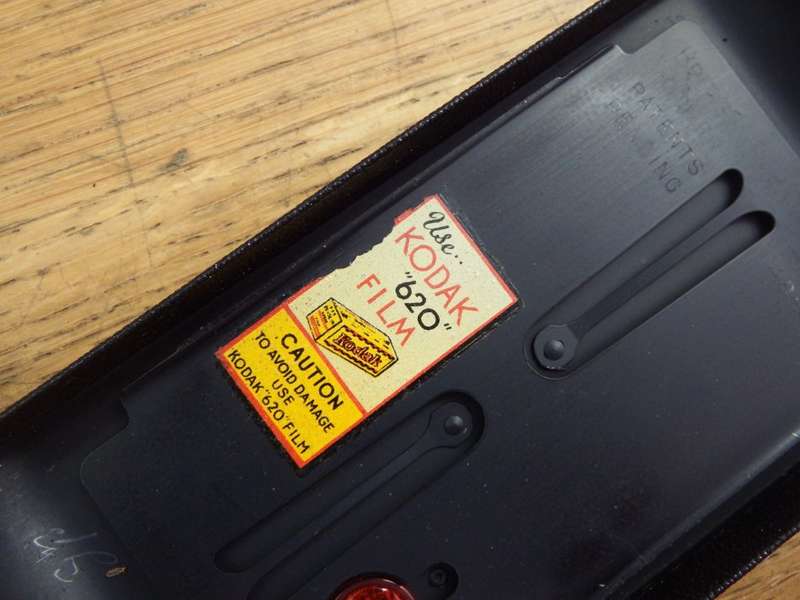 Use..
KODAK
"620"
FILM
Kodak
CAUTION
TO AVOID DAMAGE
USE
KODAK "620" FILM
PATENTS
PENDING